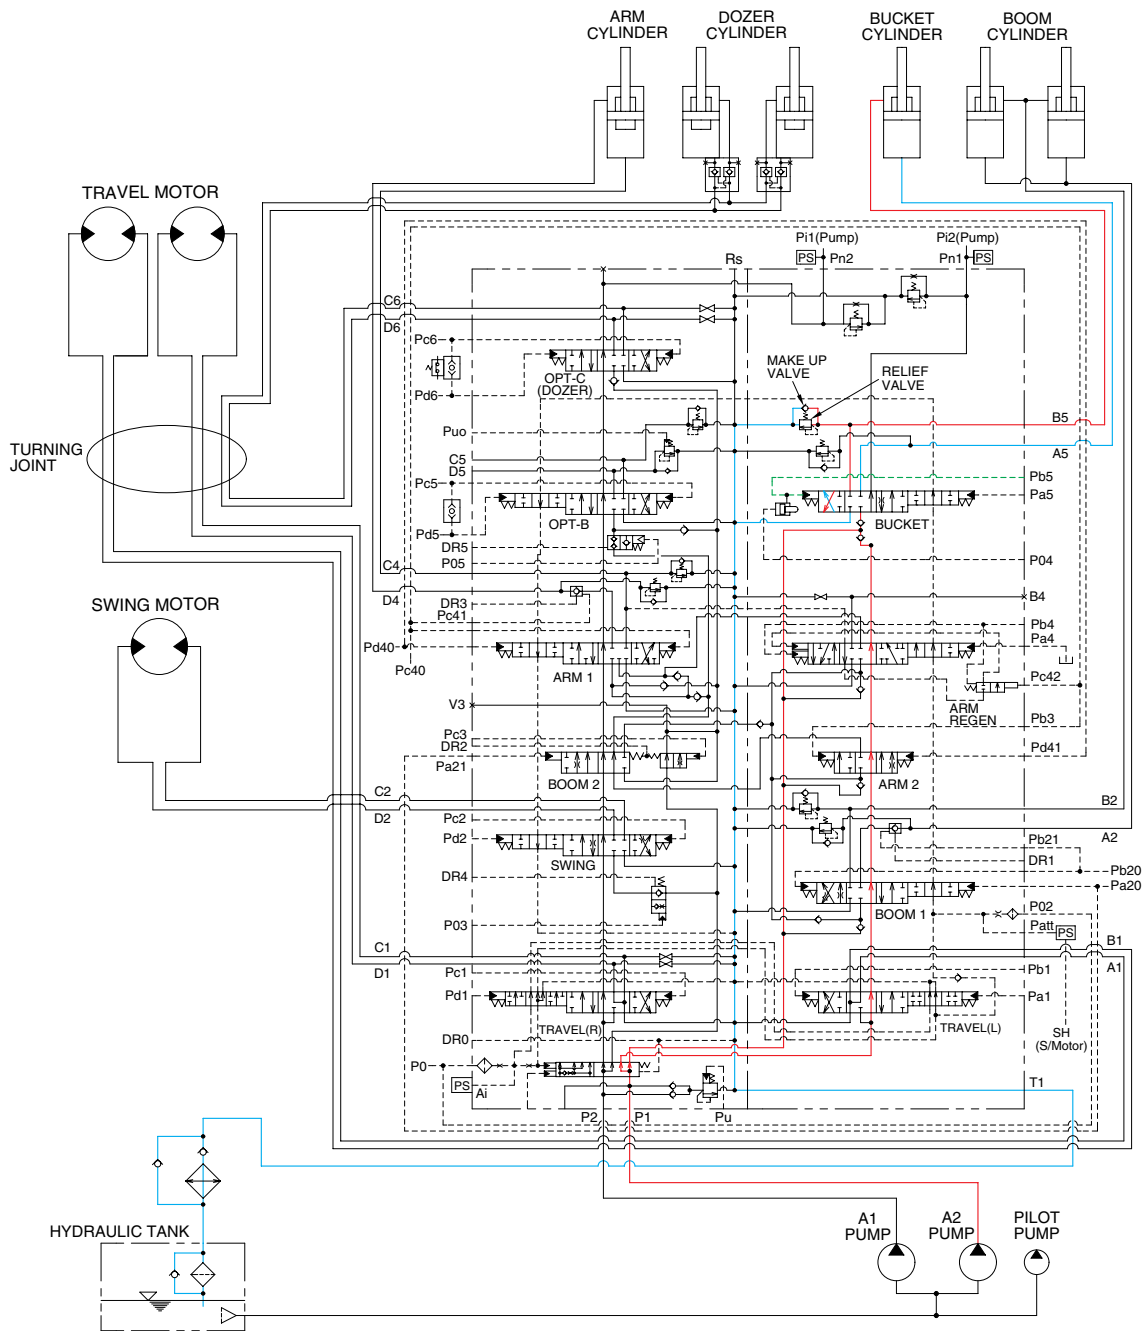 ARM
CYLINDER
DOZER
CYLINDER
BUCKET
CYLINDER
BOOM
CYLINDER
TRAVEL MOTOR
Pi1(Pump)
Pi2(Pump)
Rs
PS
Pn2
Pn1
PS
C6
D6
Pc6
MAKE UP
VALVE
RELIEF
VALVE
OPT-C
(DOZER)
Pd6
B5
Puo
TURNING
JOINT
A5
C5
D5
Pc5
Pb5
Pa5
OPT-B
BUCKET
Pd5
DR5
P05
P04
C4
D4
B4
SWING MOTOR
DR3
Pc41
Pb4
Pa4
Pd40
Pc40
ARM 1
Pc42
ARM
REGEN
V3
Pb3
Pc3
DR2
Pa21
Pd41
BOOM 2
ARM 2
C2
D2
B2
Pc2
Pd2
A2
Pb21
SWING
DR1
DR4
Pb20
Pa20
BOOM 1
P03
P02
Patt
PS
C1
D1
B1
A1
Pc1
Pb1
Pd1
Pa1
TRAVEL(R)
TRAVEL(L)
SH
(S/Motor)
DR0
P0
PS
Ai
T1
P2
P1
Pu
HYDRAULIC TANK
A1
PUMP
A2
PUMP
PILOT
PUMP